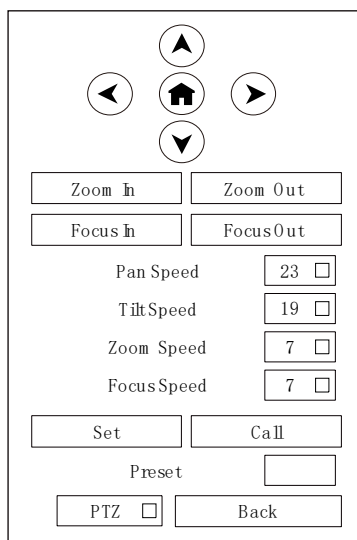 Zoom In Zoom Out
Focus In Focus Out
Pan Speed 23
Tilt Speed 19
Zoom Speed 7
Focus Speed 7
Set Call
Preset
PTZ Back